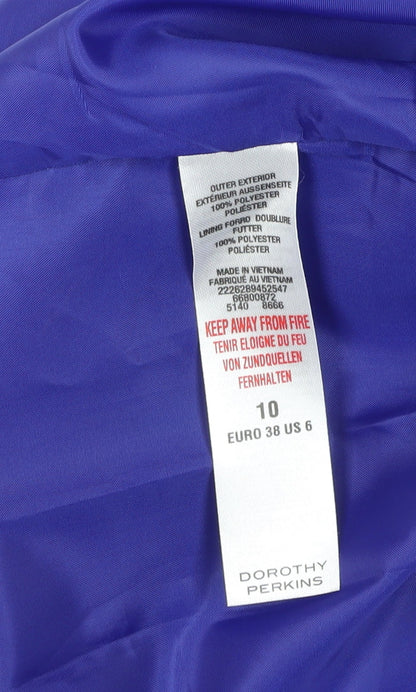 OUTER EXTERIOR
EXTÉRIEUR AUSSENSEITE
100% POLYESTER
POLIÉSTER
LINING FORRO DOUBLURE
FUTTER
100% POLYESTER
POLIÉSTER
MADE IN VIETNAM
FABRIQUÉ AU VIETNAM
2226289452547
66800872
5140 8666
KEEP AWAY FROM FIRE
TENIR ELOIGNE DU FEU
VON ZUNDQUELLEN
FERNHALTEN
10
EURO 38 US 6
DOROTHY
PERKINS